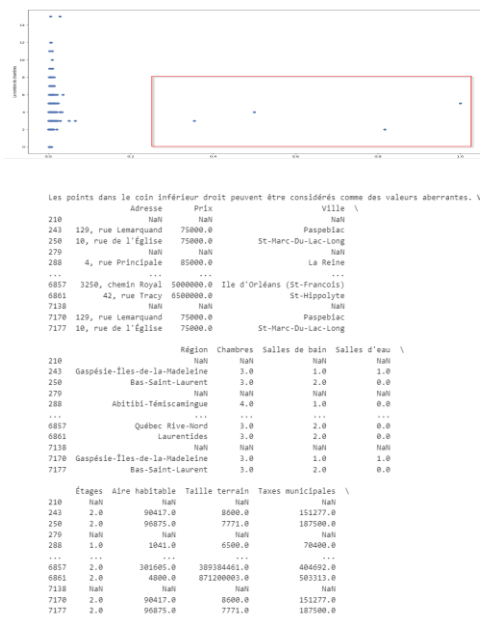 0.0 0.2 0.4 0.6 0.8 1.0
Les points dans le coin inférieur droit peuvent être considérés comme des valeurs aberrantes. V
Adresse Prix Ville \
210 NaN NaN NaN
243 129, rue Lemarquand 75000.0 Paspebiac
250 10, rue de l'Église 75000.0 St-Marc-Du-Lac-Long
279 NaN NaN NaN
288 4, rue Principale 85000.0 La Reine
... ... ... ...
6857 3250, chemin Royal 5000000.0 Ile d'Orléans (St-Francois)
6861 42, rue Tracy 6500000.0 St-Hippolyte
7138 NaN NaN NaN
7170 129, rue Lemarquand 75000.0 Paspebiac
7177 10, rue de l'Église 75000.0 St-Marc-Du-Lac-Long
Région Chambres Salles de bain Salles d'eau \
210 NaN NaN NaN NaN
243 Gaspésie-Îles-de-la-Madeleine 3.0 1.0 1.0
250 Bas-Saint-Laurent 3.0 2.0 0.0
279 NaN NaN NaN NaN
288 Abitibi-Témiscamingue 4.0 1.0 0.0
... ... ... ... ...
6857 Québec Rive-Nord 3.0 2.0 0.0
6861 Laurentides 3.0 2.0 0.0
7138 NaN NaN NaN NaN
7170 Gaspésie-Îles-de-la-Madeleine 3.0 1.0 1.0
7177 Bas-Saint-Laurent 3.0 2.0 0.0
Étages Aire habitable Taille terrain Taxes municipales \
210 NaN NaN NaN NaN
243 2.0 90417.0 8600.0 151277.0
250 2.0 96875.0 7771.0 187500.0
279 NaN NaN NaN NaN
288 1.0 1041.0 6500.0 70400.0
... ... ... ... ...
6857 2.0 301605.0 389384461.0 404692.0
6861 2.0 4800.0 871200003.0 503313.0
7138 NaN NaN NaN NaN
7170 2.0 90417.0 8600.0 151277.0
7177 2.0 96875.0 7771.0 187500.0